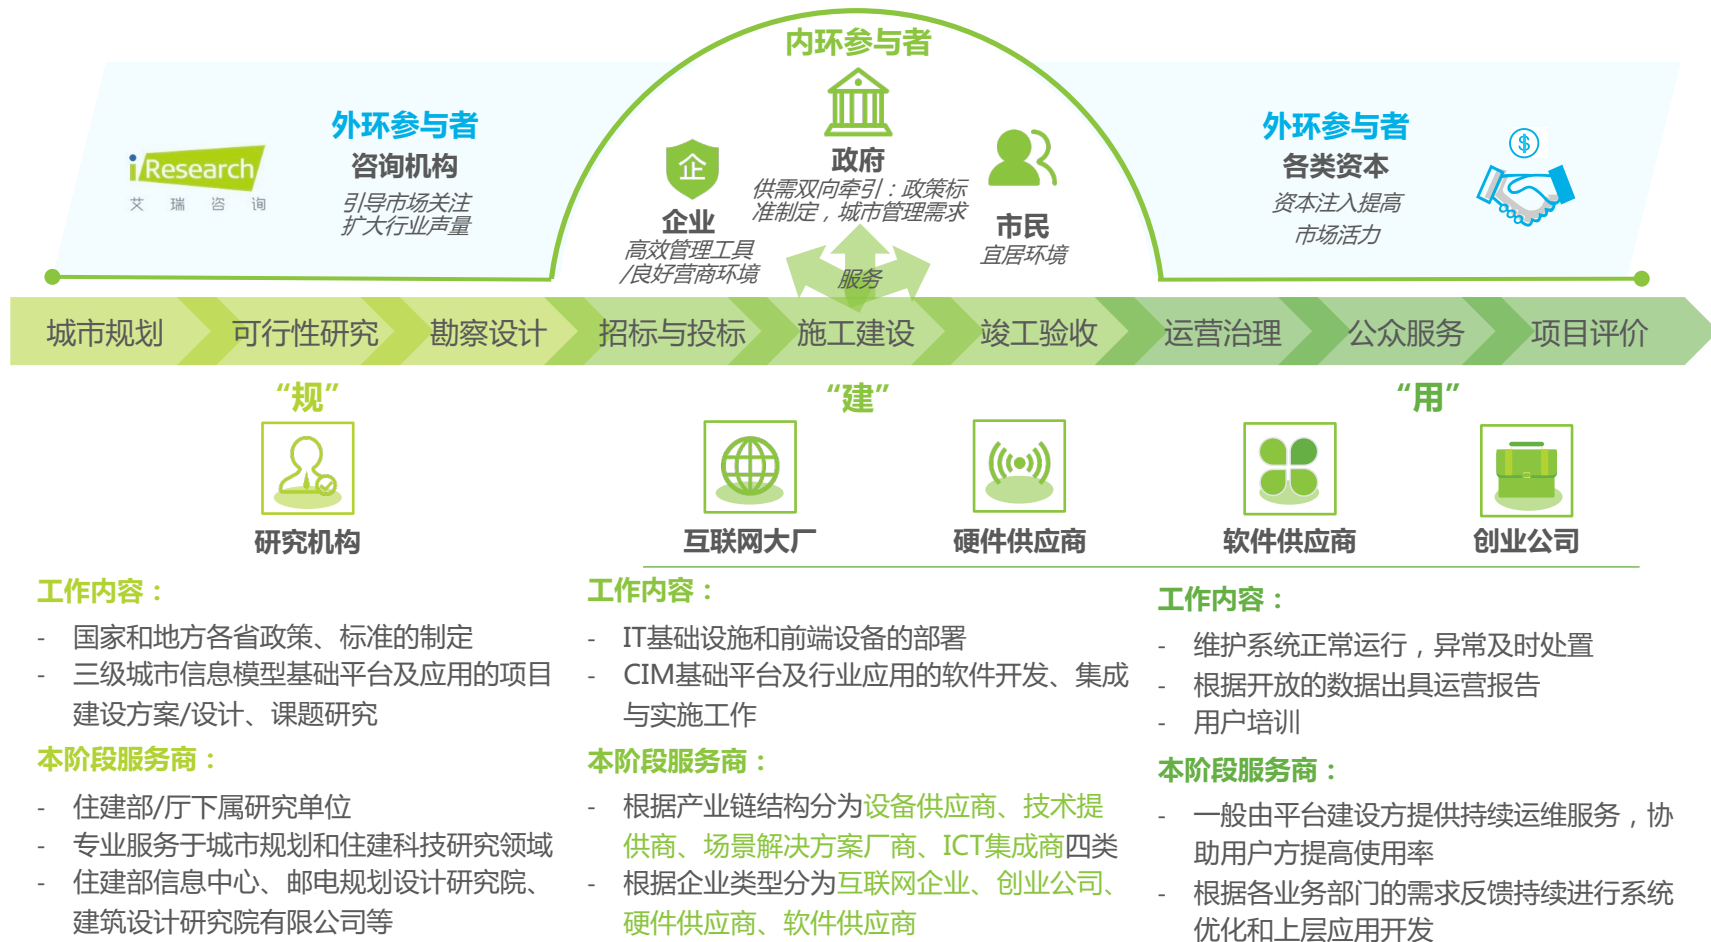 内环参与者
外环参与者
咨询机构
引导市场关注
扩大行业声量
iResearch
艾瑞咨询
企
企业
高效管理工具
/良好营商环境
政府
供需双向牵引：政策标
准制定，城市管理需求
市民
宜居环境
服务
外环参与者
各类资本
资本注入提高
市场活力
$
城市规划
可行性研究
勘察设计
招标与投标
施工建设
竣工验收
运营治理
公众服务
项目评价
“规”
“建”
“用”
研究机构
互联网大厂
硬件供应商
软件供应商
创业公司
工作内容：
- 国家和地方各省政策、标准的制定
- 三级城市信息模型基础平台及应用的项目
建设方案/设计、课题研究
本阶段服务商：
- 住建部/厅下属研究单位
- 专业服务于城市规划和住建科技研究领域
- 住建部信息中心、邮电规划设计研究院、
建筑设计研究院有限公司等
工作内容：
- IT基础设施和前端设备的部署
- CIM基础平台及行业应用的软件开发、集成
与实施工作
本阶段服务商：
- 根据产业链结构分为设备供应商、技术提
供商、场景解决方案厂商、ICT集成商四类
- 根据企业类型分为互联网企业、创业公司、
硬件供应商、软件供应商
工作内容：
- 维护系统正常运行，异常及时处置
- 根据开放的数据出具运营报告
- 用户培训
本阶段服务商：
- 一般由平台建设方提供持续运维服务，协
助用户方提高使用率
- 根据各业务部门的需求反馈持续进行系统
优化和上层应用开发